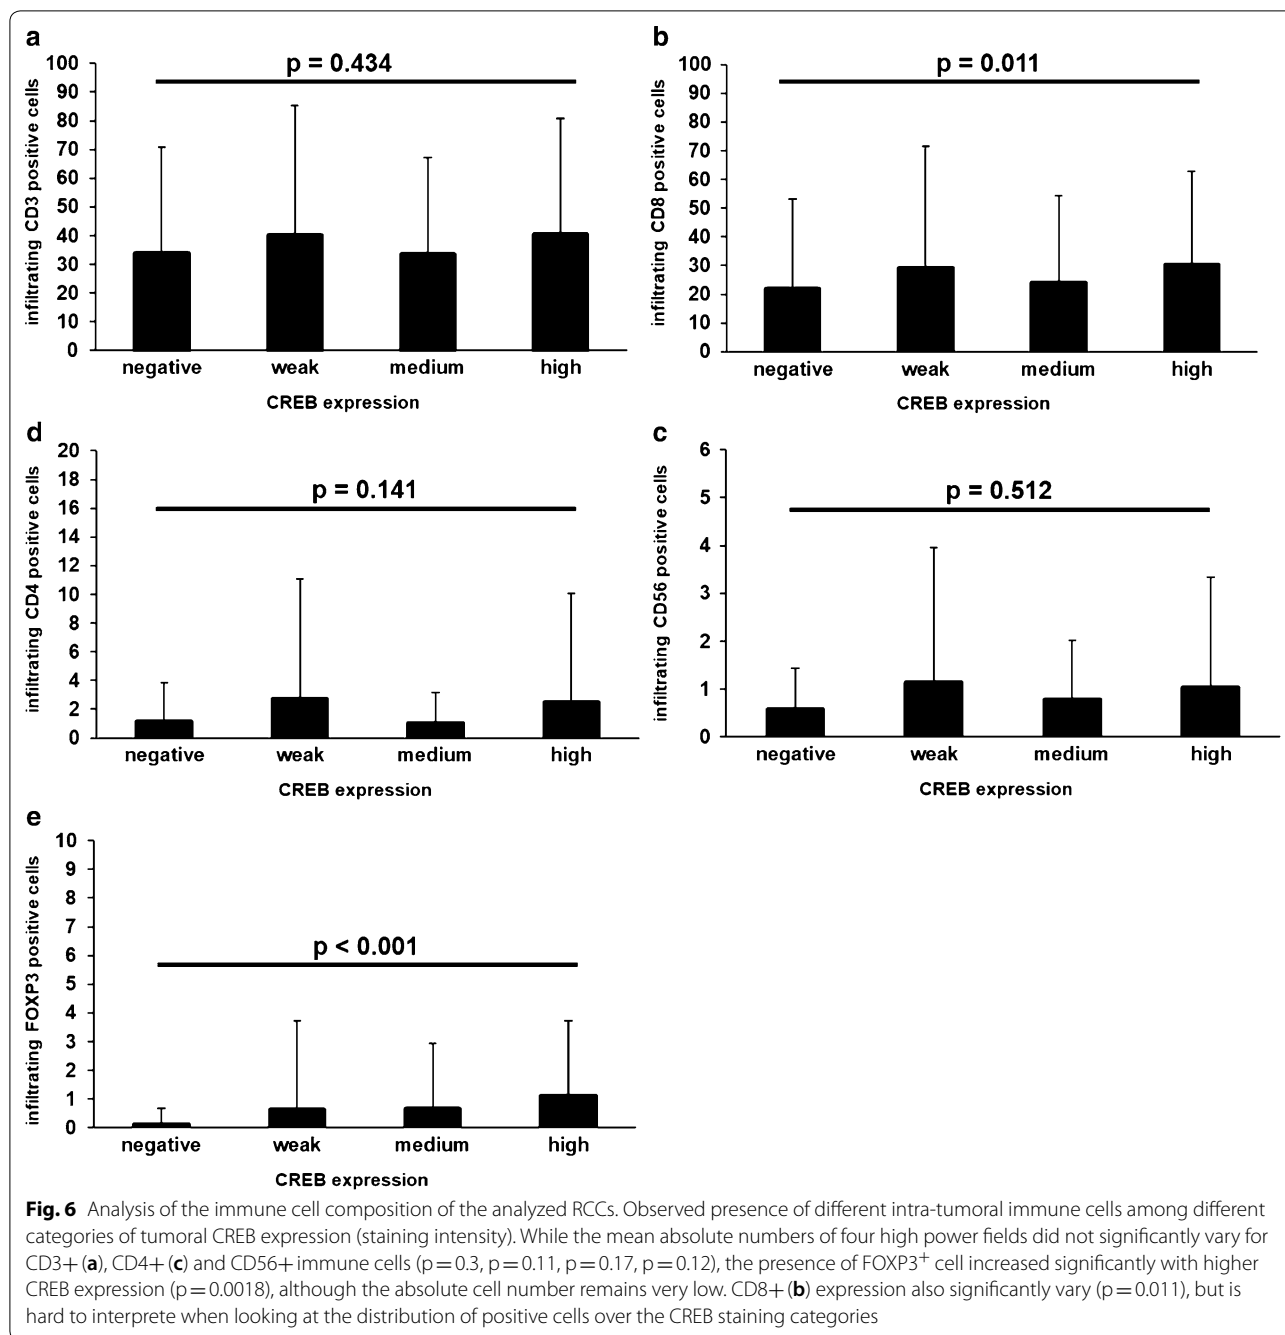 a
p = 0.434
infiltrating CD3 positive cells
100
90
80
70
60
50
40
30
20
10
0
negative weak medium high
CREB expression
b
p = 0.011
infiltrating CD8 positive cells
100
90
80
70
60
50
40
30
20
10
0
negative weak medium high
CREB expression
d
p = 0.141
infiltrating CD4 positive cells
20
18
16
14
12
10
8
6
4
2
0
negative weak medium high
CREB expression
c
p = 0.512
infiltrating CD56 positive cells
6
5
4
3
2
1
0
negative weak medium high
CREB expression
e
p < 0.001
infiltrating FOXP3 positive cells
10
9
8
7
6
5
4
3
2
1
0
negative weak medium high
CREB expression
Fig. 6 Analysis of the immune cell composition of the analyzed RCCs. Observed presence of different intra-tumoral immune cells among different
categories of tumoral CREB expression (staining intensity). While the mean absolute numbers of four high power fields did not significantly vary for
CD3+ (a), CD4+ (c) and CD56+ immune cells (p = 0.3, p = 0.11, p = 0.17, p = 0.12), the presence of FOXP3⁺ cell increased significantly with higher
CREB expression (p = 0.0018), although the absolute cell number remains very low. CD8+ (b) expression also significantly vary (p = 0.011), but is
hard to interprete when looking at the distribution of positive cells over the CREB staining categories